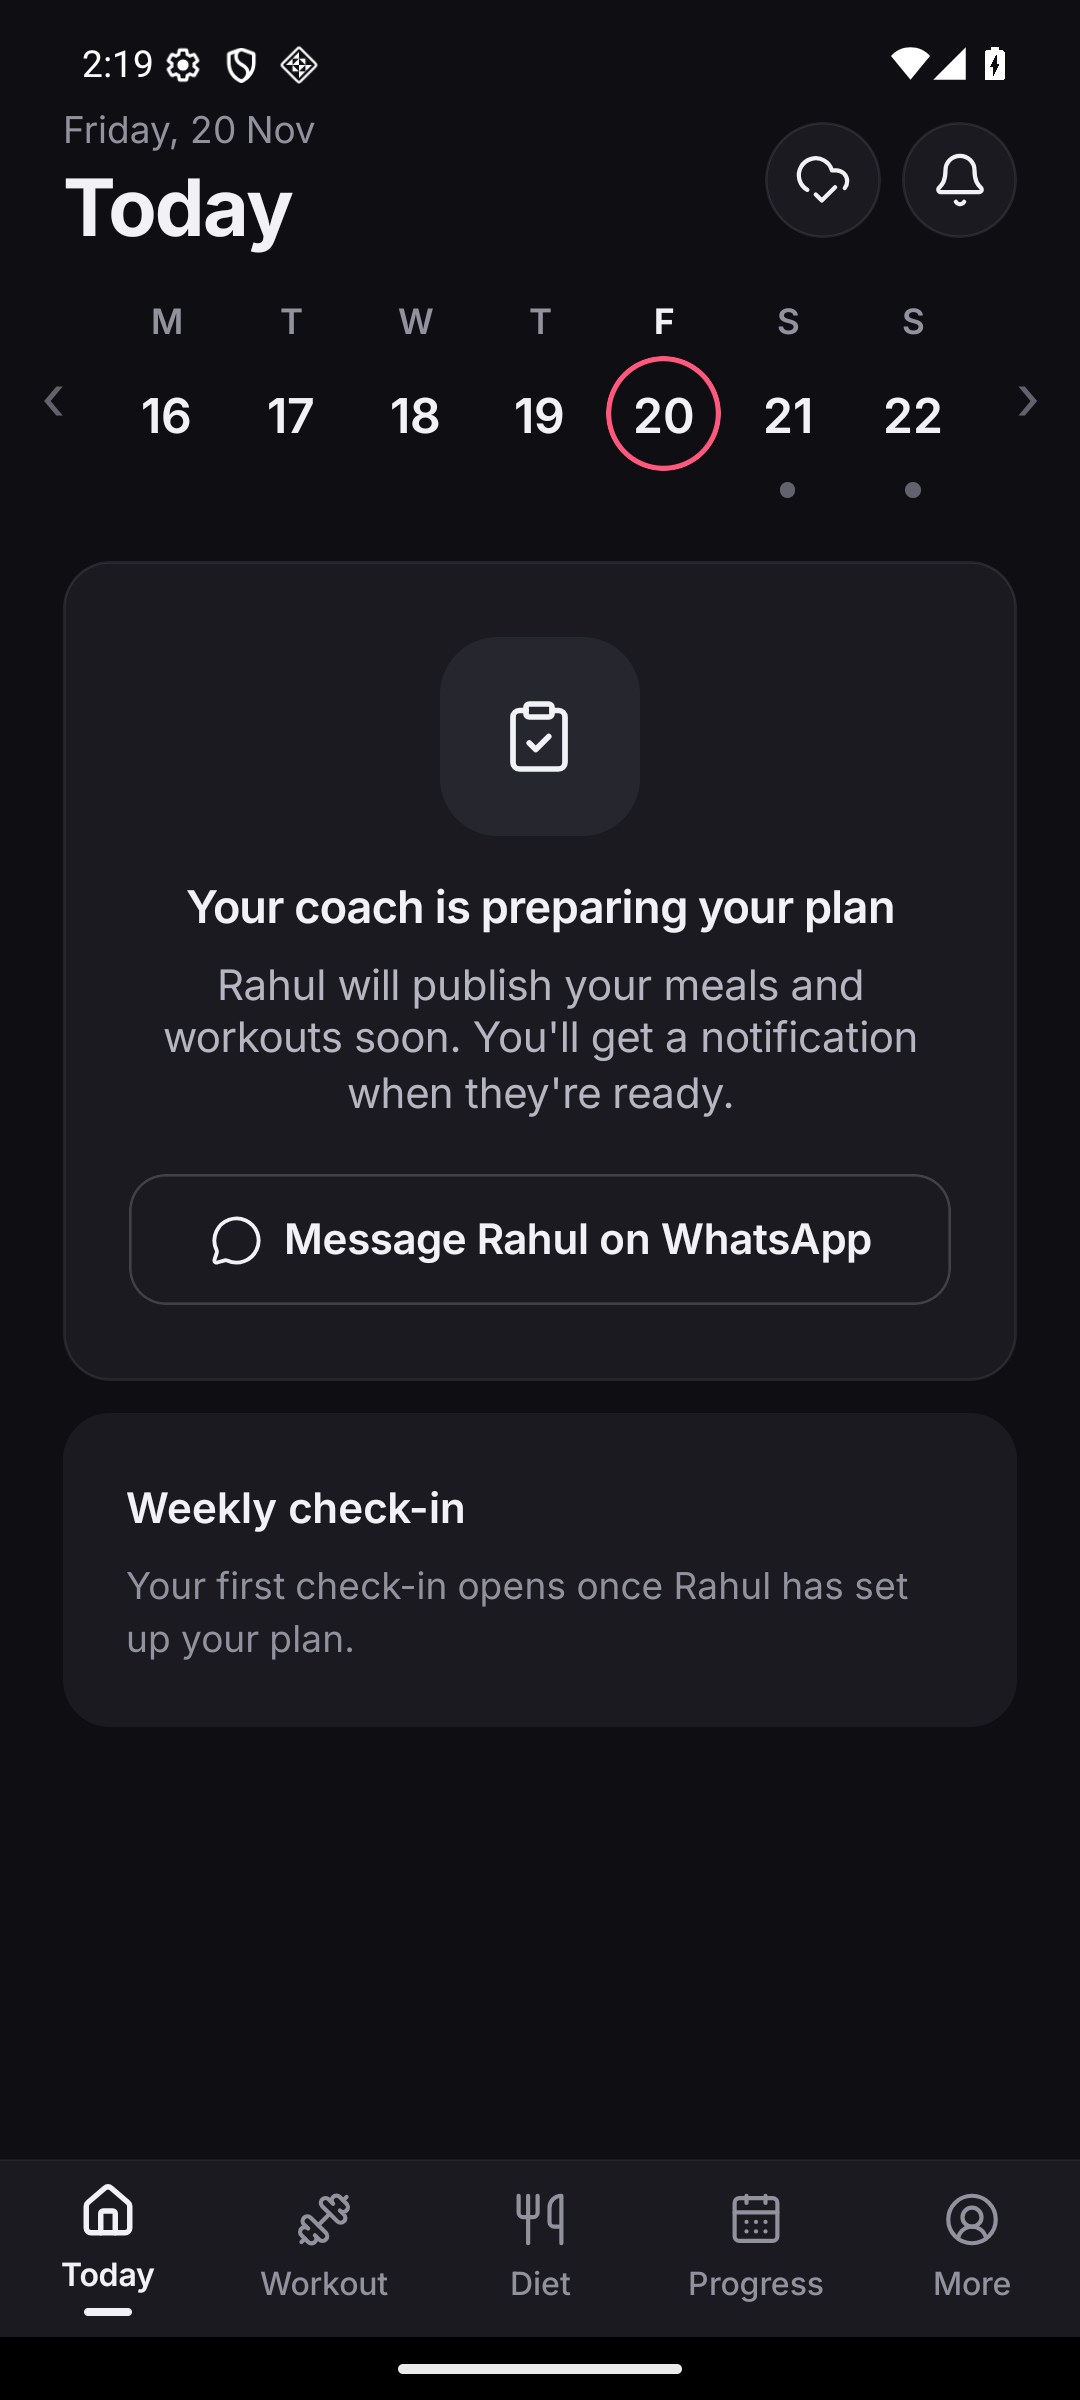 2:19
Friday, 20 Nov
Today
M T W T F S S
16 17 18 19 20 21 22
Your coach is preparing your plan
Rahul will publish your meals and
workouts soon. You'll get a notification
when they're ready.
Message Rahul on WhatsApp
Weekly check-in
Your first check-in opens once Rahul has set
up your plan.
Today Workout Diet Progress More